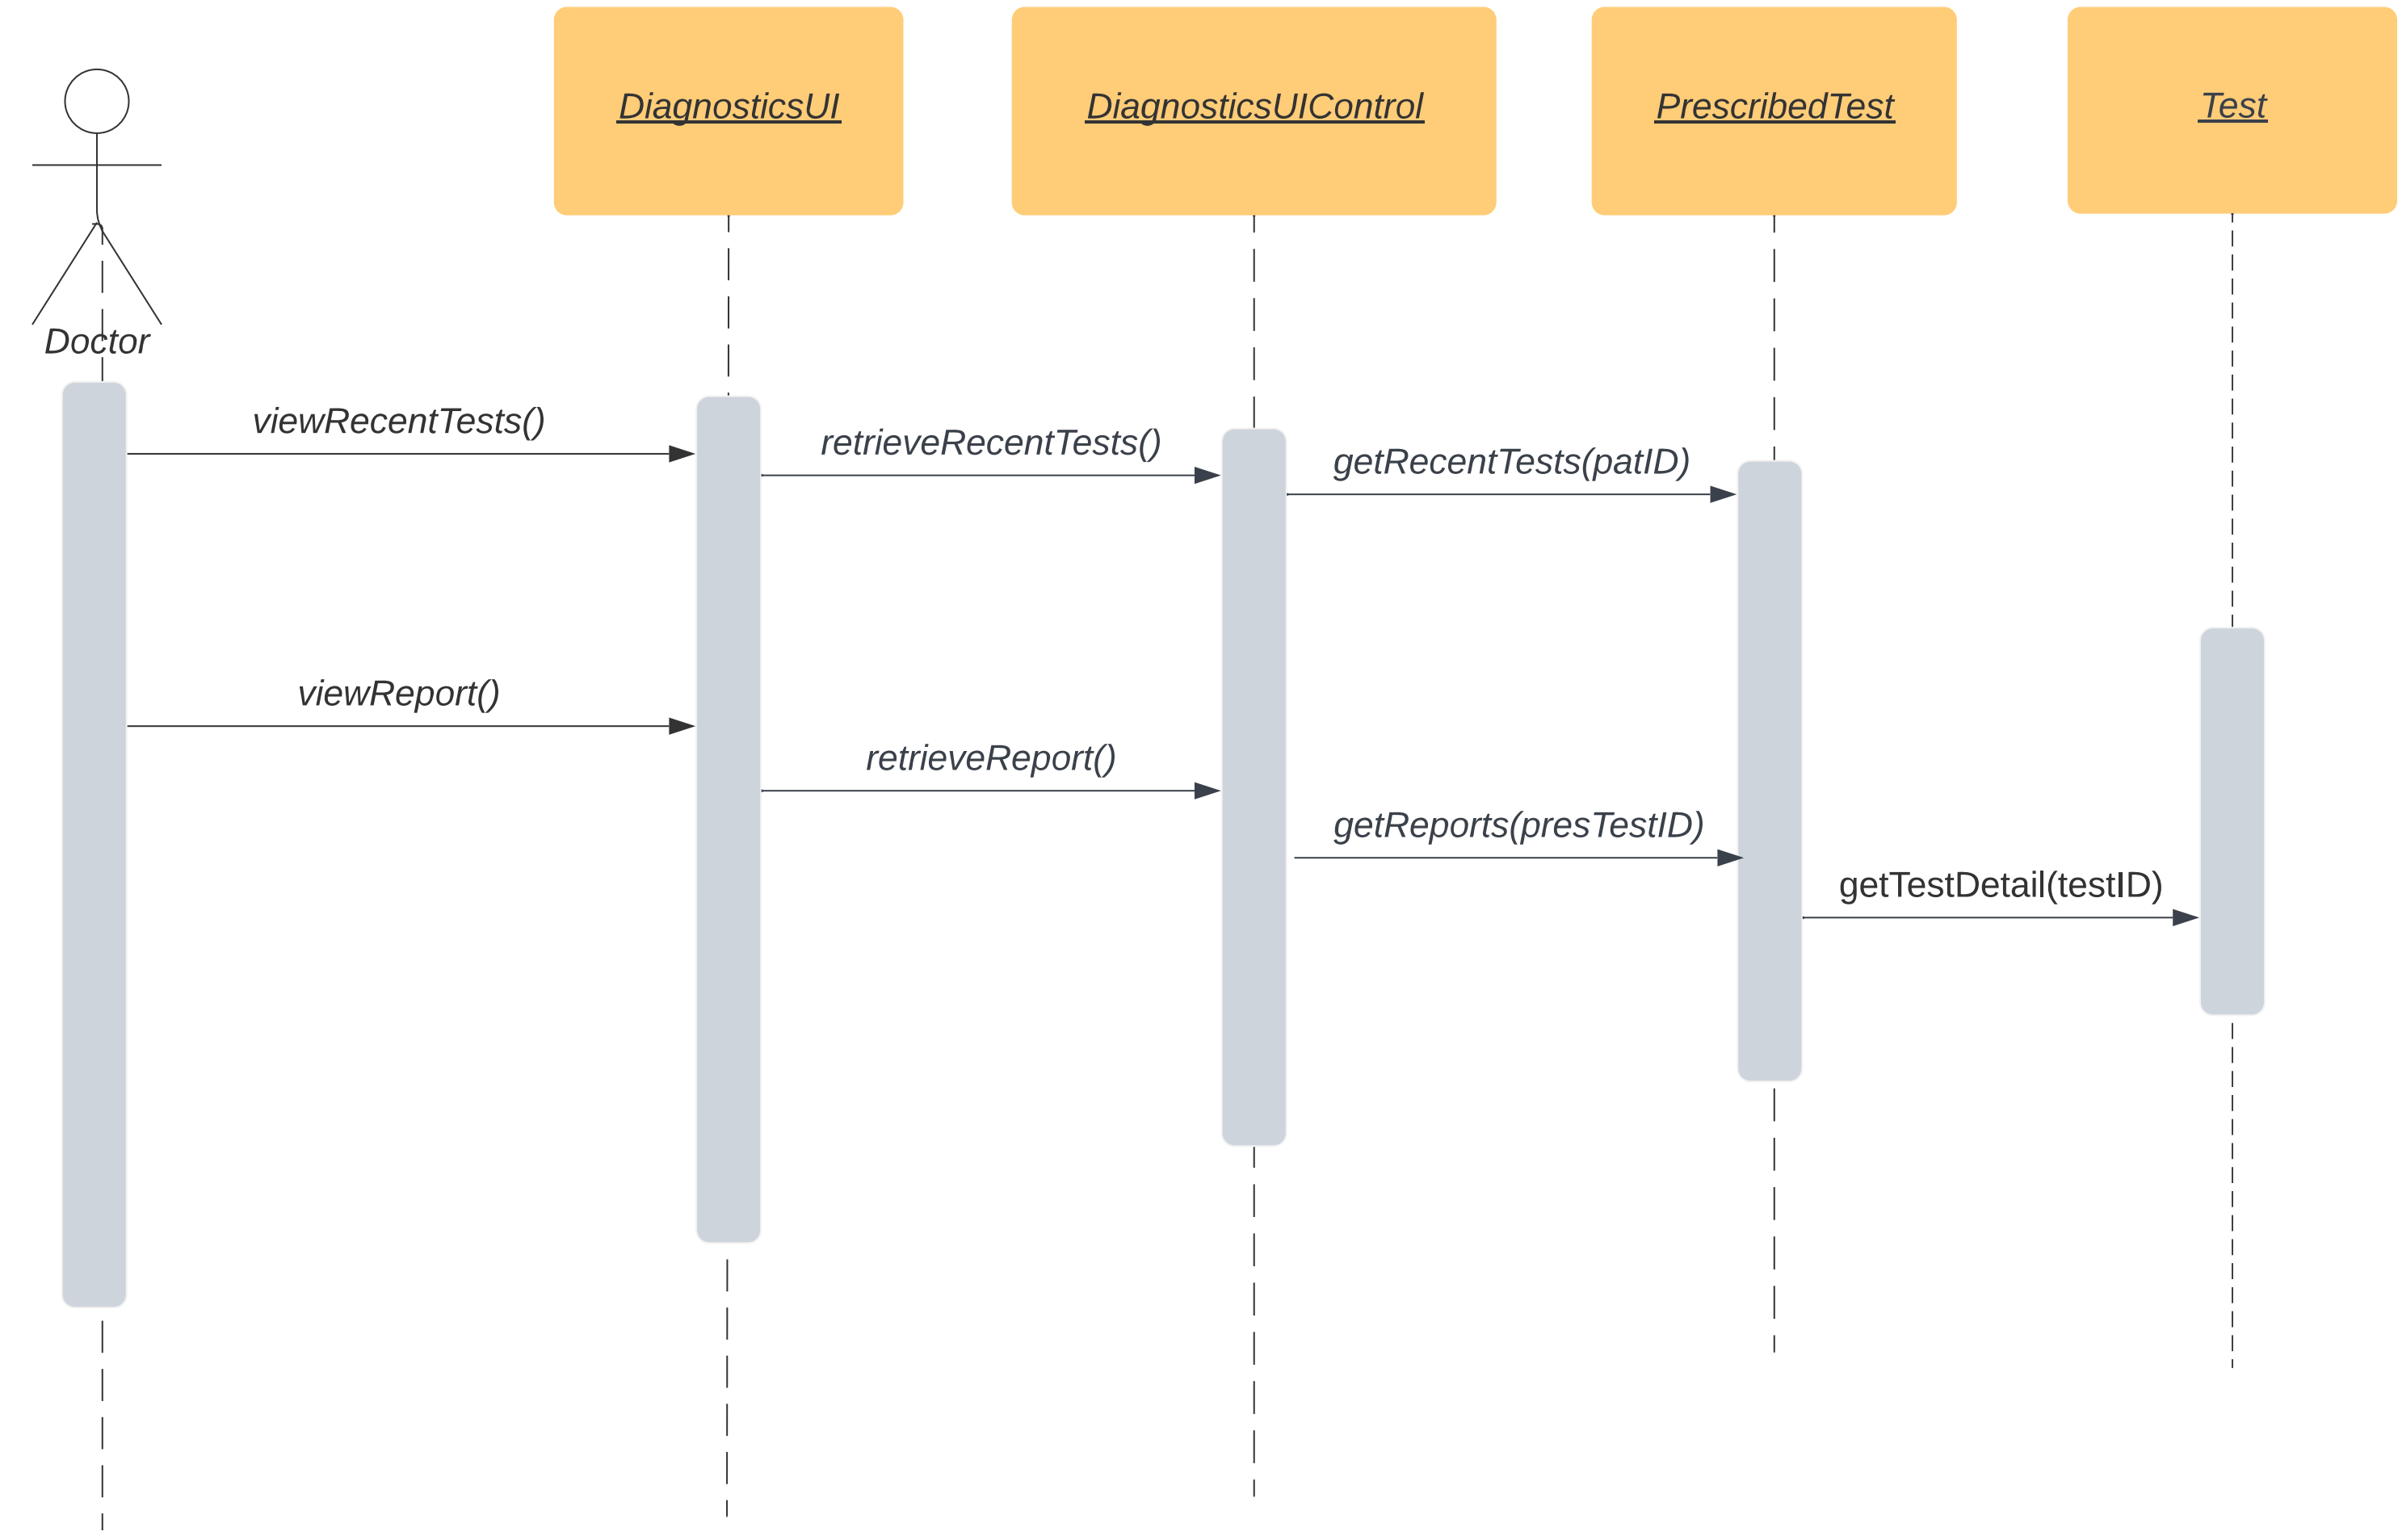 DiagnosticsUI
DiagnosticsUIControl
PrescribedTest
Test
Doctor
viewRecentTests()
retrieveRecentTests()
getRecentTests(patID)
viewReport()
retrieveReport()
getReports(presTestID)
getTestDetail(testID)